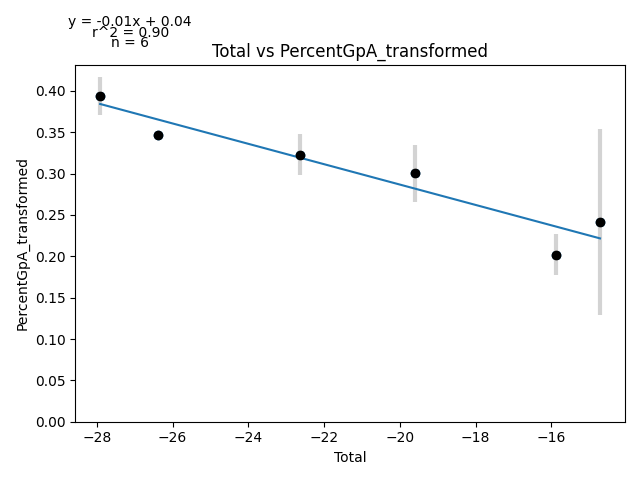 y = -0.01x + 0.04
r^2 = 0.90
n = 6
Total vs PercentGpA_transformed
PercentGpA_transformed
0.40
0.35
0.30
0.25
0.20
0.15
0.10
0.05
0.00
−28 −26 −24 −22 −20 −18 −16
Total